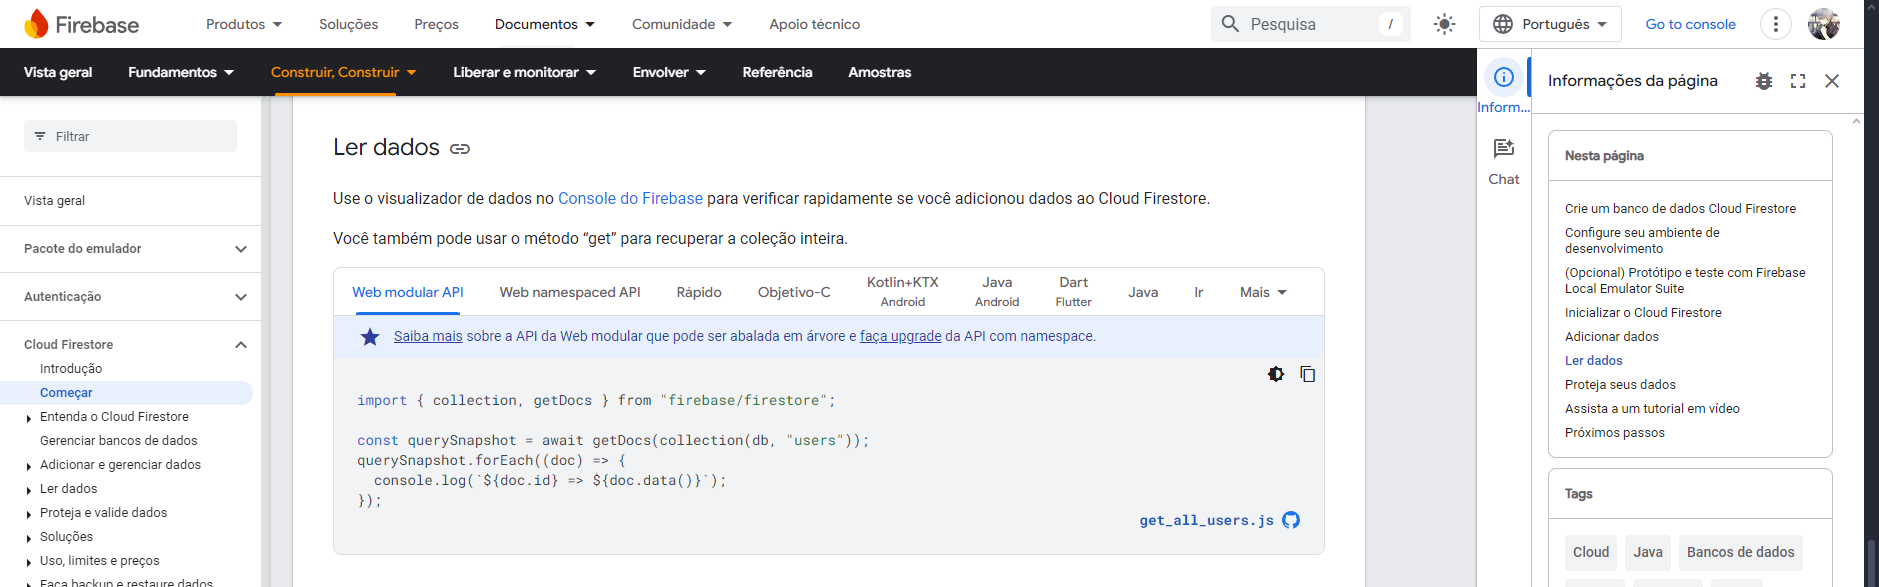 Firebase
Produtos
Soluções
Preços
Documentos
Comunidade
Apoio técnico
Pesquisa
/
Português
Go to console
Vista geral
Fundamentos
Construir, Construir
Liberar e monitorar
Envolver
Referência
Amostras
Filtrar
Vista geral
Pacote do emulador
Autenticação
Cloud Firestore
Introdução
Começar
Entenda o Cloud Firestore
Gerenciar bancos de dados
Adicionar e gerenciar dados
Ler dados
Proteja e valide dados
Soluções
Uso, limites e preços
Faça backup e restaure dados
Ler dados
Use o visualizador de dados no Console do Firebase para verificar rapidamente se você adicionou dados ao Cloud Firestore.
Você também pode usar o método “get” para recuperar a coleção inteira.
Web modular API
Web namespaced API
Rápido
Objetivo-C
Kotlin+KTX
Android
Java
Android
Dart
Flutter
Java
Ir
Mais
Saiba mais sobre a API da Web modular que pode ser abalada em árvore e faça upgrade da API com namespace.
import { collection, getDocs } from "firebase/firestore";
const querySnapshot = await getDocs(collection(db, "users"));
querySnapshot.forEach((doc) => {
  console.log(`${doc.id} => ${doc.data()}`);
});
get_all_users.js
Inform...
Chat
Informações da página
Nesta página
Crie um banco de dados Cloud Firestore
Configure seu ambiente de
desenvolvimento
(Opcional) Protótipo e teste com Firebase
Local Emulator Suite
Inicializar o Cloud Firestore
Adicionar dados
Ler dados
Proteja seus dados
Assista a um tutorial em vídeo
Próximos passos
Tags
Cloud
Java
Bancos de dados